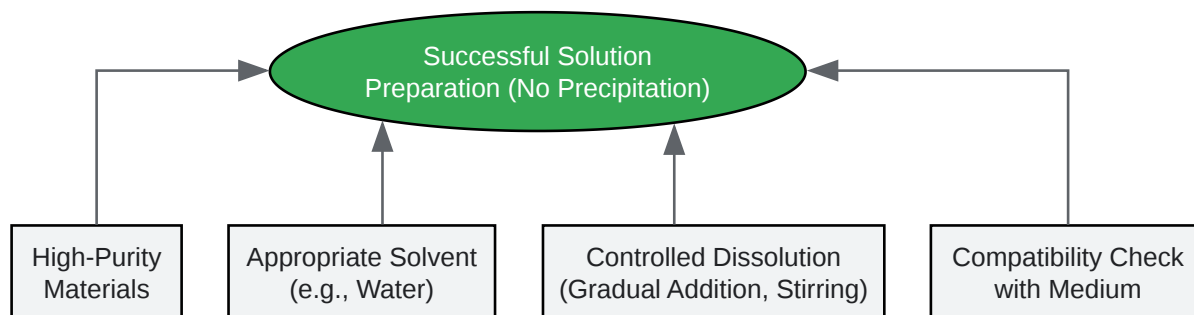 Successful Solution
Preparation (No Precipitation)
High-Purity
Materials
Appropriate Solvent
(e.g., Water)
Controlled Dissolution
(Gradual Addition, Stirring)
Compatibility Check
with Medium